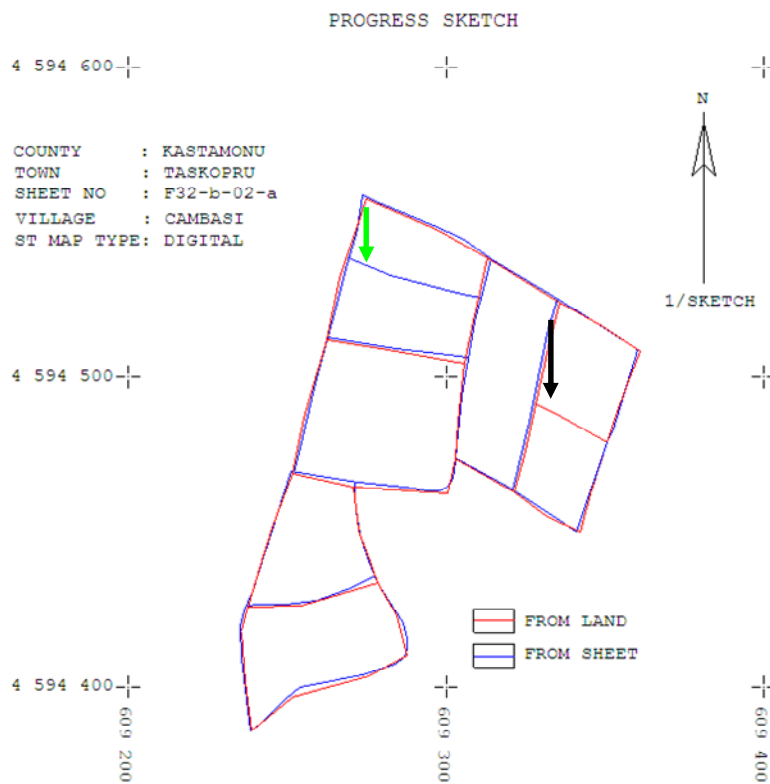 PROGRESS SKETCH
4 594 600
N
COUNTY : KASTAMONU
TOWN : TASKOPRU
SHEET NO : F32-b-02-a
VILLAGE : CAMBASI
ST MAP TYPE: DIGITAL
1/SKETCH
4 594 500
FROM LAND
FROM SHEET
4 594 400
609 200
609 300
609 400